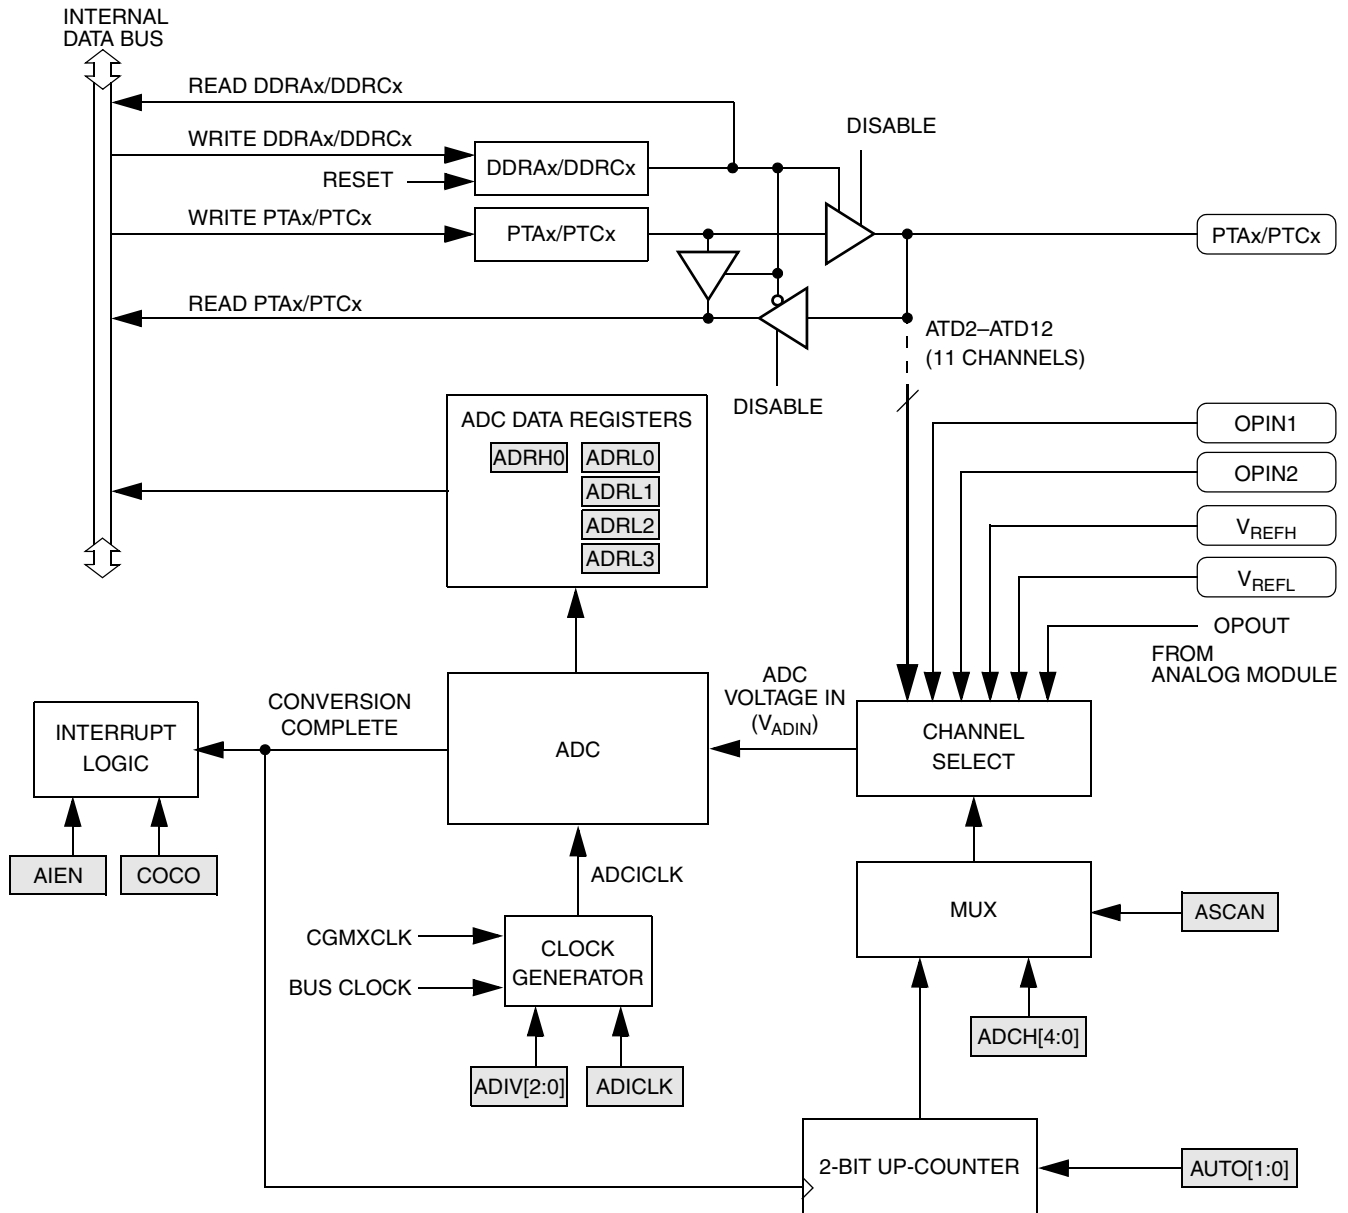 INTERNAL
DATA BUS
READ DDRAx/DDRCx
WRITE DDRAx/DDRCx
RESET
DDRAx/DDRCx
DISABLE
WRITE PTAx/PTCx
PTAx/PTCx
PTAx/PTCx
READ PTAx/PTCx
DISABLE
ATD2–ATD12
(11 CHANNELS)
ADC DATA REGISTERS
ADRH0
ADRL0
ADRL1
ADRL2
ADRL3
OPIN1
OPIN2
VREFH
VREFL
OPOUT
FROM
ANALOG MODULE
INTERRUPT
LOGIC
CONVERSION
COMPLETE
ADC
ADC
VOLTAGE IN
(VADIN)
CHANNEL
SELECT
AIEN
COCO
ADCICLK
MUX
ASCAN
CGMXCLK
BUS CLOCK
CLOCK
GENERATOR
ADCH[4:0]
ADIV[2:0]
ADICLK
2-BIT UP-COUNTER
AUTO[1:0]